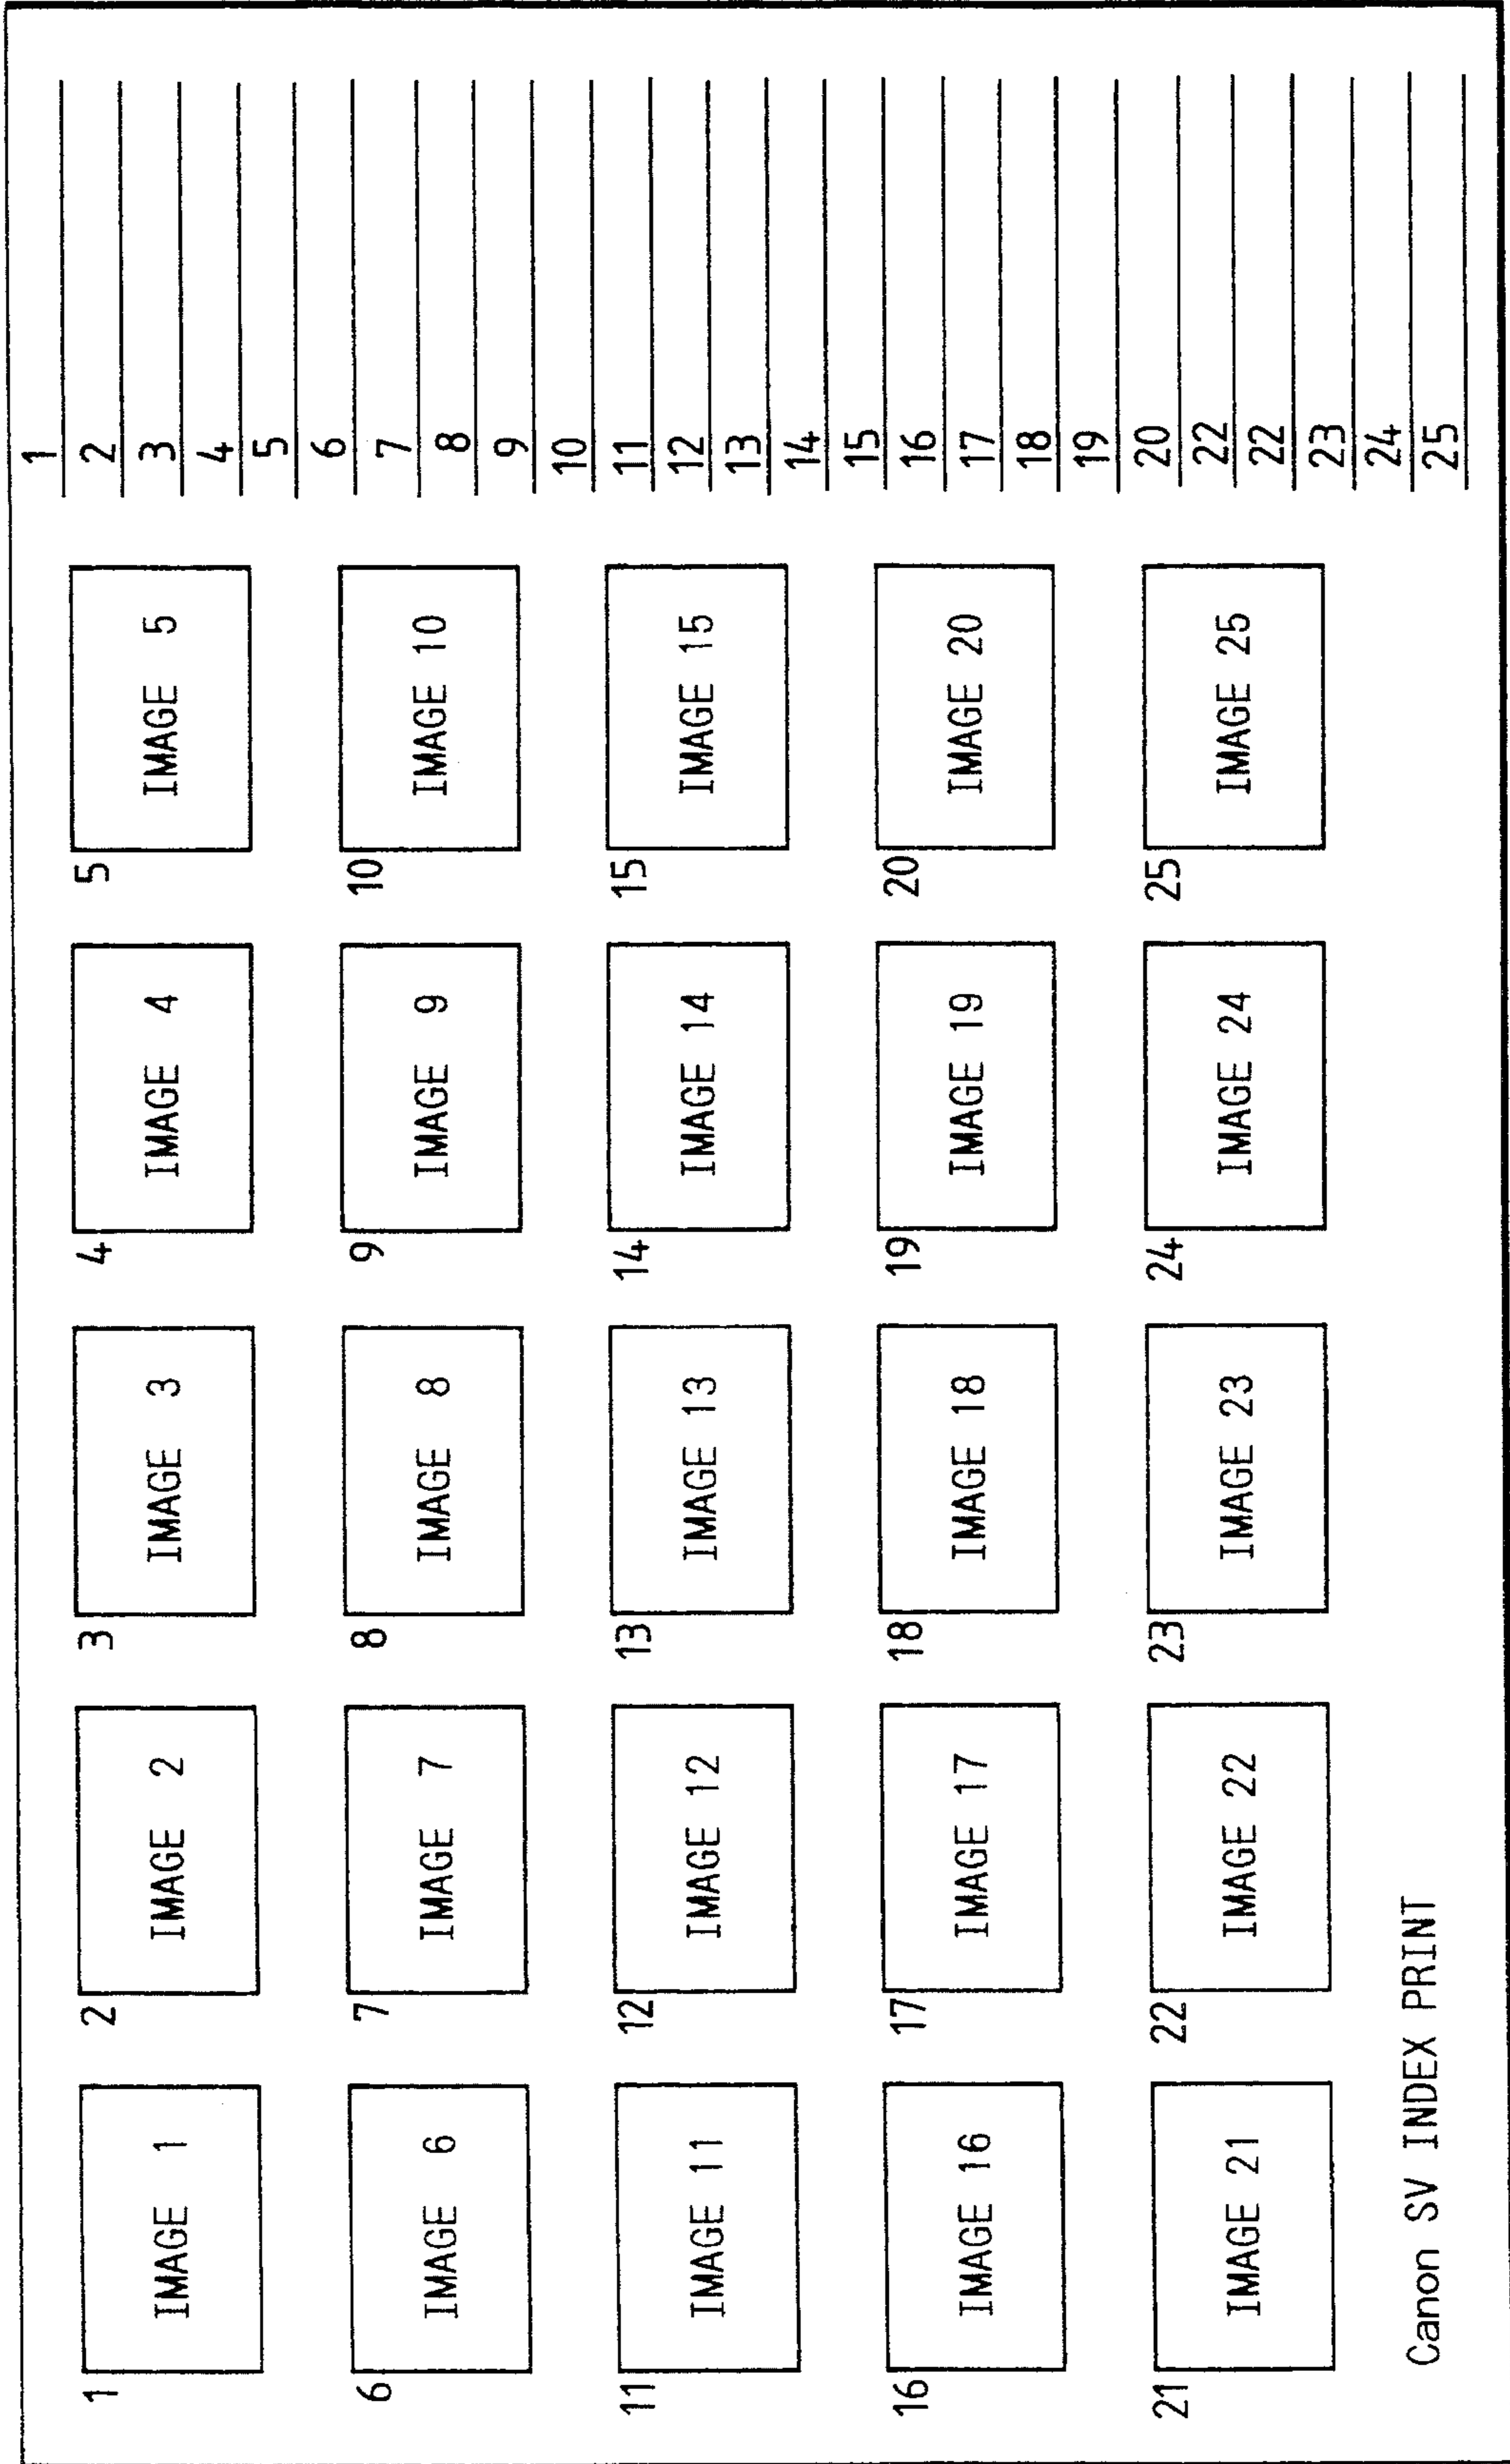 1 2 3 4 5
IMAGE 1 IMAGE 2 IMAGE 3 IMAGE 4 IMAGE 5
6 7 8 9 10
IMAGE 6 IMAGE 7 IMAGE 8 IMAGE 9 IMAGE 10
11 12 13 14 15
IMAGE 11 IMAGE 12 IMAGE 13 IMAGE 14 IMAGE 15
16 17 18 19 20
IMAGE 16 IMAGE 17 IMAGE 18 IMAGE 19 IMAGE 20
21 22 23 24 25
IMAGE 21 IMAGE 22 IMAGE 23 IMAGE 24 IMAGE 25
Canon SV INDEX PRINT
1
2
3
4
5
6
7
8
9
10
11
12
13
14
15
16
17
18
19
20
22
22
23
24
25